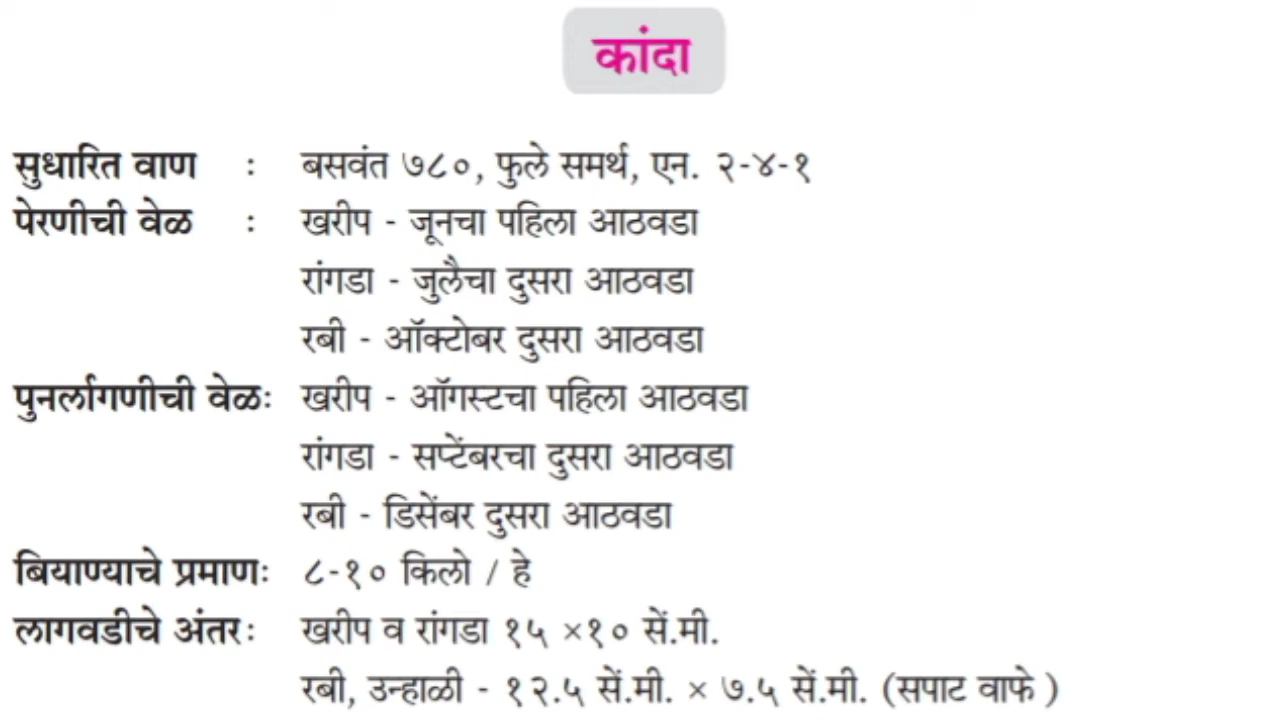 कांदा
सुधारित वाण : बसवंत ७८०, फुले समर्थ, एन. २-४-१
पेरणीची वेळ : खरीप - जूनचा पहिला आठवडा
रांगडा - जुलैचा दुसरा आठवडा
रबी - ऑक्टोबर दुसरा आठवडा
पुनर्लागणीची वेळः खरीप - ऑगस्टचा पहिला आठवडा
रांगडा - सप्टेंबरचा दुसरा आठवडा
रबी - डिसेंबर दुसरा आठवडा
बियाण्याचे प्रमाणः ८-१० किलो / हे
लागवडीचे अंतरः खरीप व रांगडा १५ ×१० सें.मी.
रबी, उन्हाळी - १२.५ सें.मी. × ७.५ सें.मी. (सपाट वाफे )